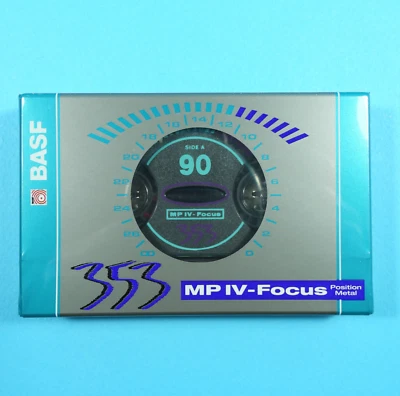 BASF
SIDE A
90
MP IV-Focus
353
MP IV-Focus
Position
Metal